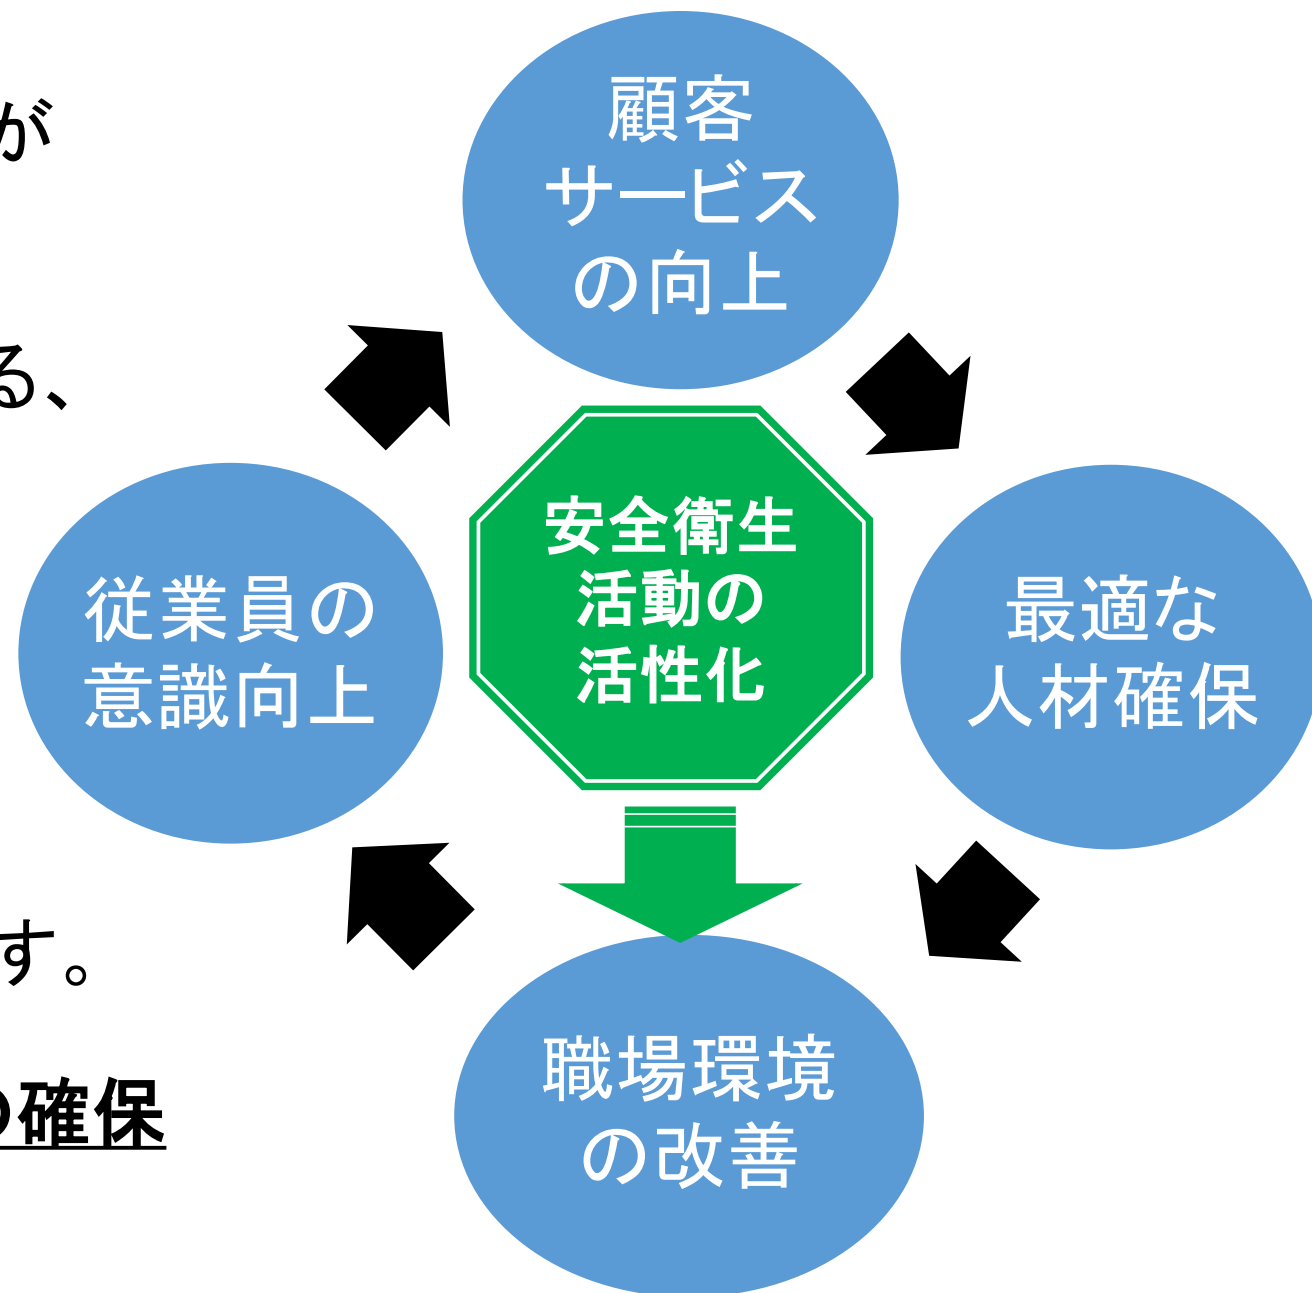 が
る、
す。
の確保
顧客
サービス
の向上
安全衛生
活動の
活性化
従業員の
意識向上
最適な
人材確保
職場環境
の改善